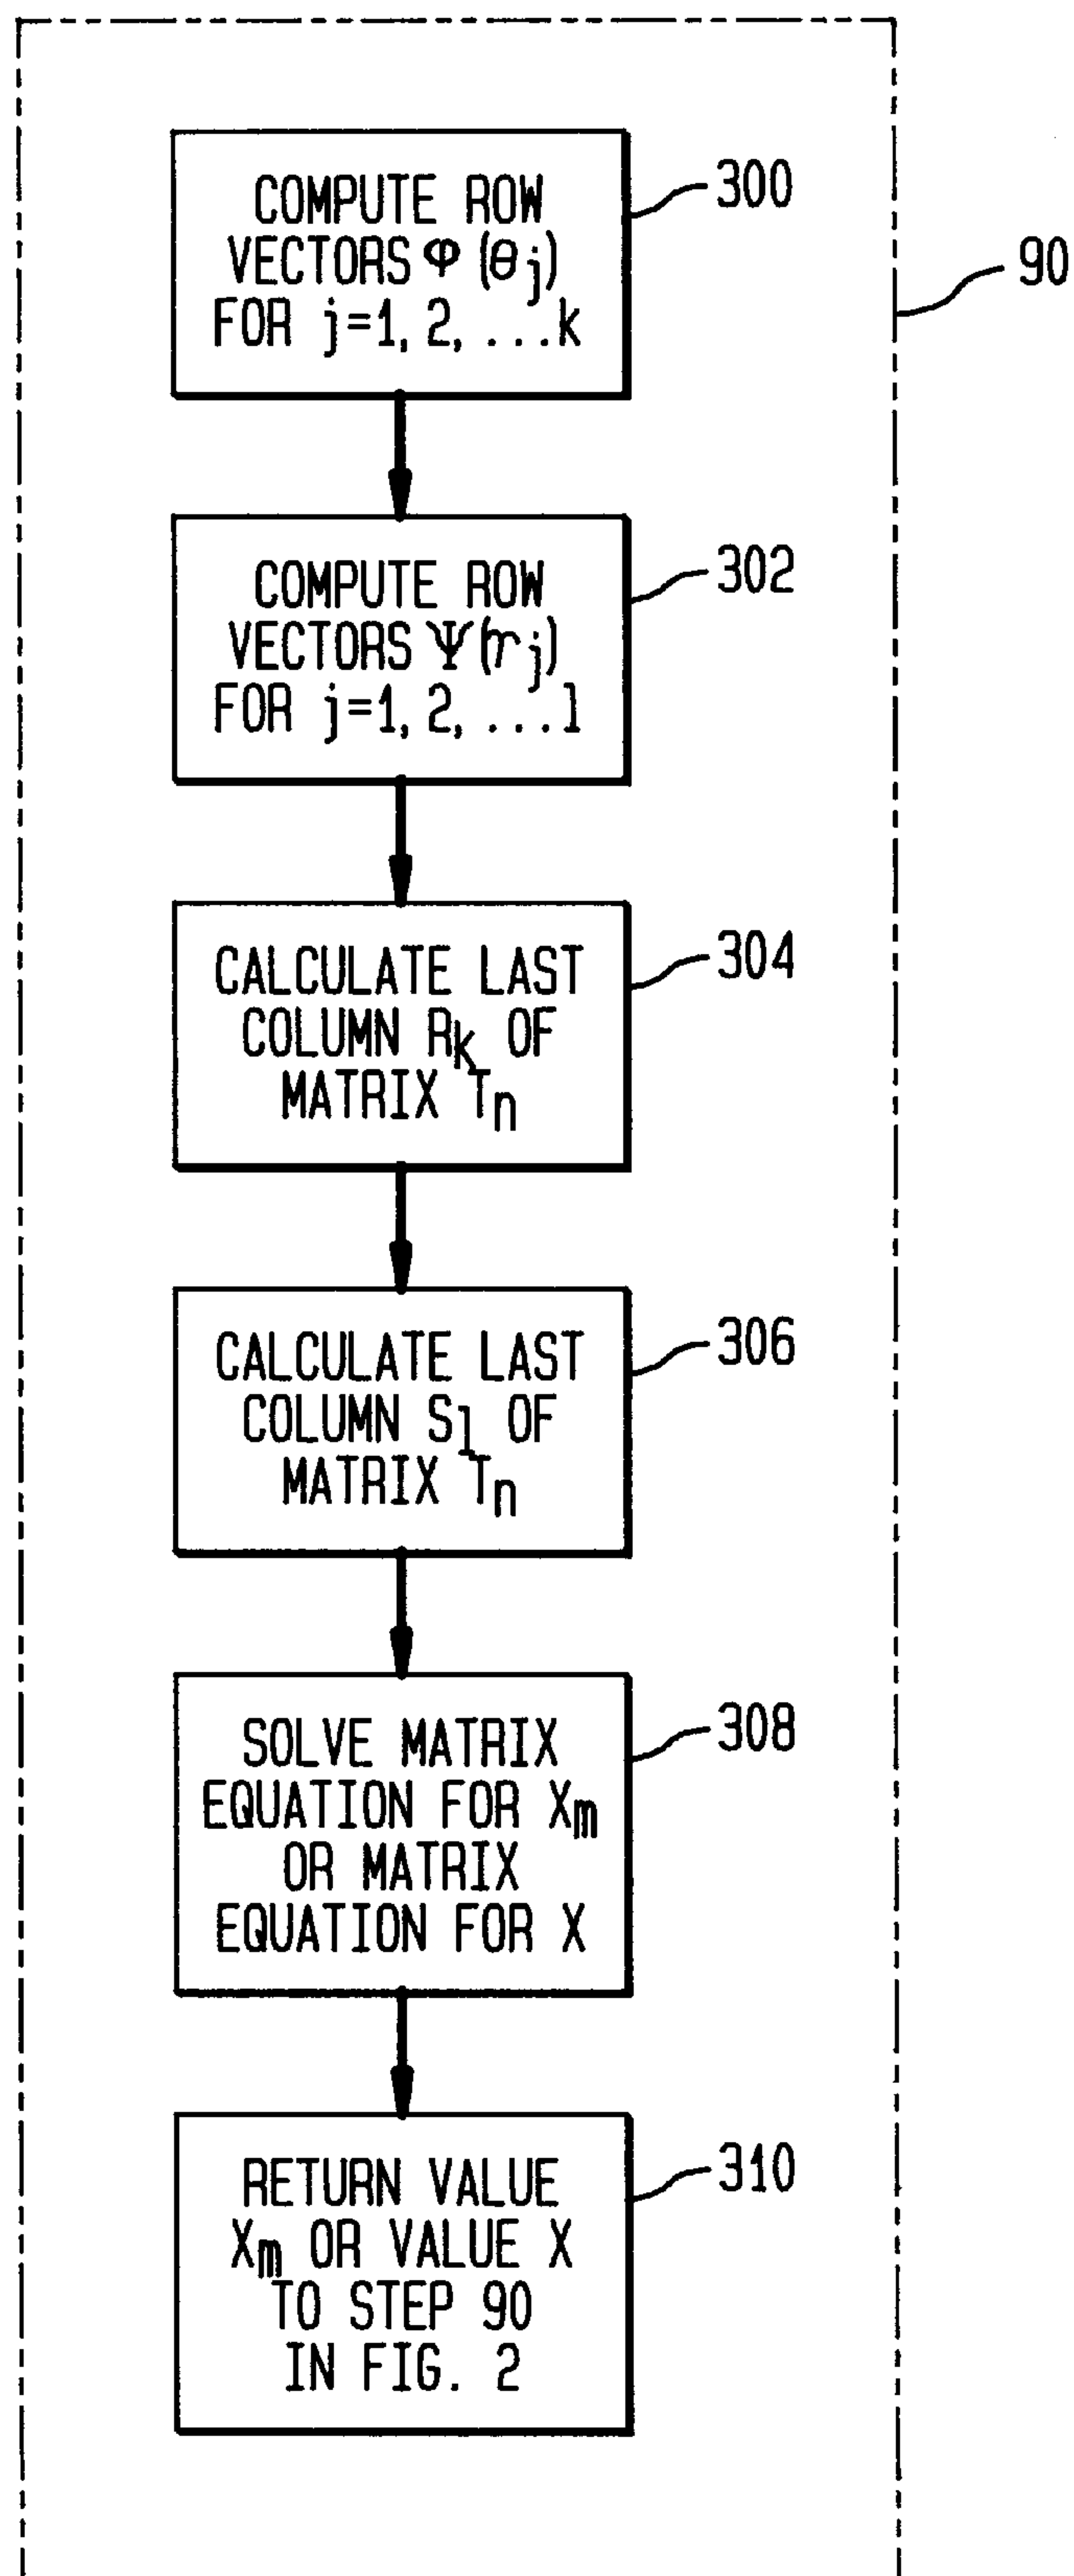 COMPUTE ROW
VECTORS φ (θj)
FOR j=1, 2, ...k
300
90
COMPUTE ROW
VECTORS Ψ(rj)
FOR j=1, 2, ...l
302
CALCULATE LAST
COLUMN Rk OF
MATRIX Tn
304
CALCULATE LAST
COLUMN Sl OF
MATRIX Tn
306
SOLVE MATRIX
EQUATION FOR Xm
OR MATRIX
EQUATION FOR X
308
RETURN VALUE
Xm OR VALUE X
TO STEP 90
IN FIG. 2
310